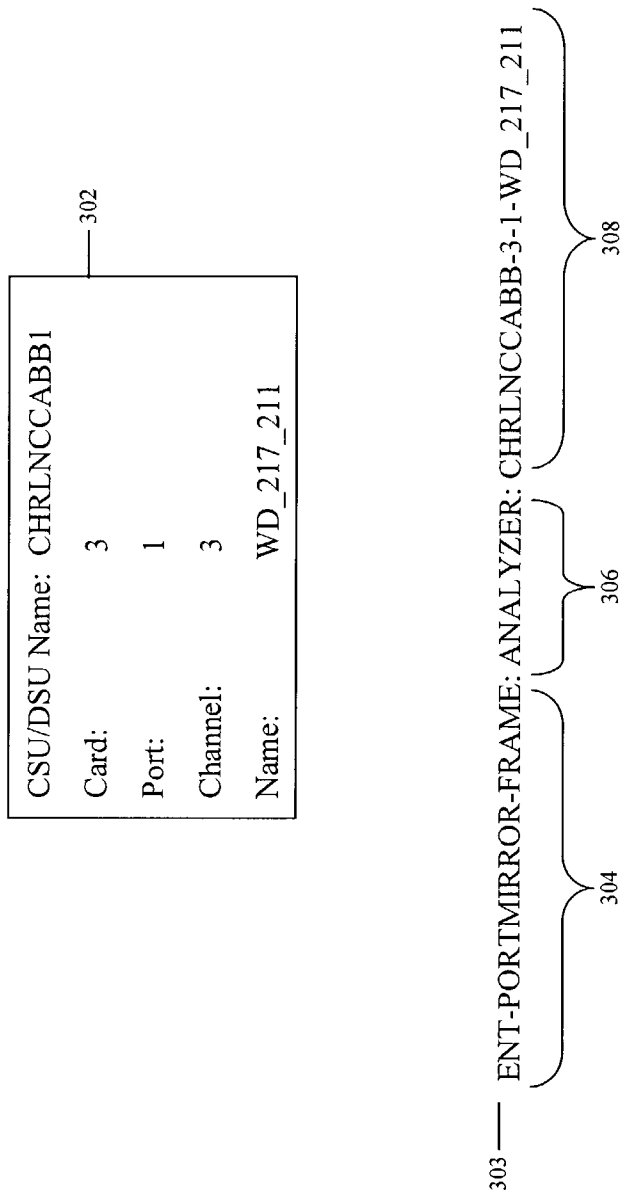 CSU/DSU Name: CHRLNCCABB1
Card: 3
Port: 1
Channel: 3
Name: WD_217_211
302
303
ENT-PORTMIRROR-FRAME: ANALYZER: CHRLNCCABB-3-1-WD_217_211
304 306 308